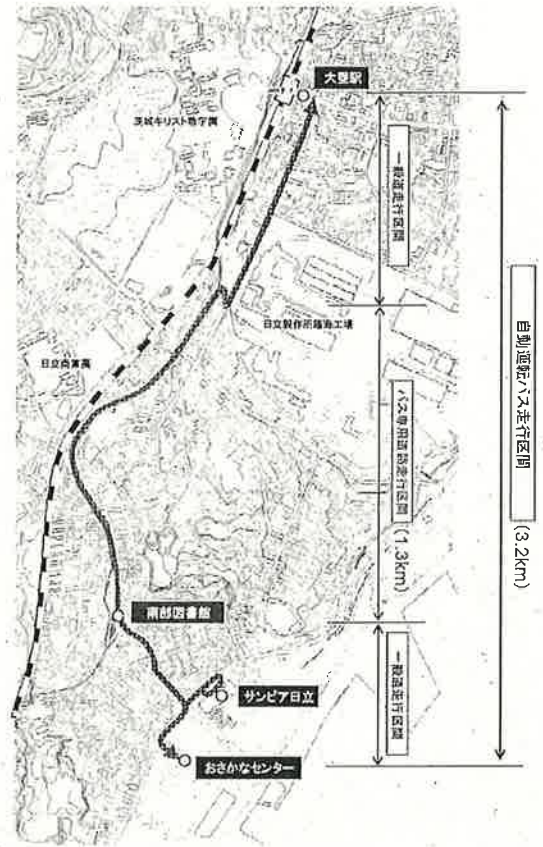 大甕駅
茨城キリスト教学園
一般道走行区間
日立製作所臨海工場
自動運転バス走行区間 (3.2km)
日立商業高
バス専用道路走行区間 (1.3km)
南部図書館
一般道走行区間
サンピア日立
おさかなセンター